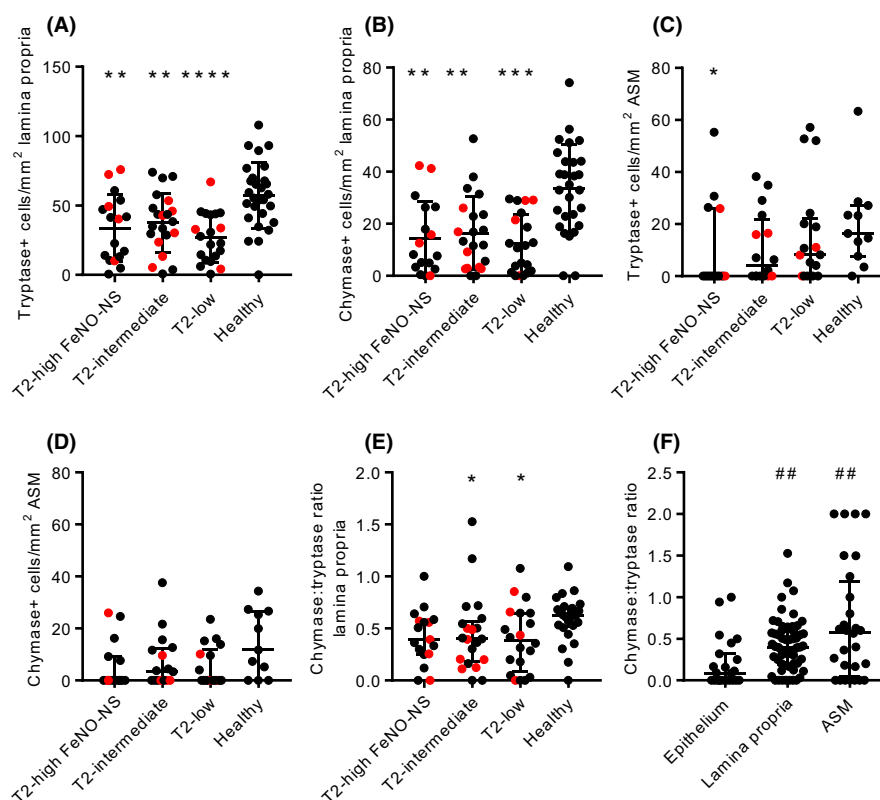 (A)
Tryptase+ cells/mm² lamina propria
150
100
50
0
** ** ****
T2-high FeNO-NS
T2-intermediate
T2-low
Healthy
(B)
Chymase+ cells/mm² lamina propria
80
60
40
20
0
** ** ***
T2-high FeNO-NS
T2-intermediate
T2-low
Healthy
(C)
Tryptase+ cells/mm² ASM
80
60
40
20
0
*
T2-high FeNO-NS
T2-intermediate
T2-low
Healthy
(D)
Chymase+ cells/mm² ASM
80
60
40
20
0
T2-high FeNO-NS
T2-intermediate
T2-low
Healthy
(E)
Chymase:tryptase ratio
lamina propria
2.0
1.5
1.0
0.5
0.0
* *
T2-high FeNO-NS
T2-intermediate
T2-low
Healthy
(F)
Chymase:tryptase ratio
2.5
2.0
1.5
1.0
0.5
0.0
## ##
Epithelium
Lamina propria
ASM